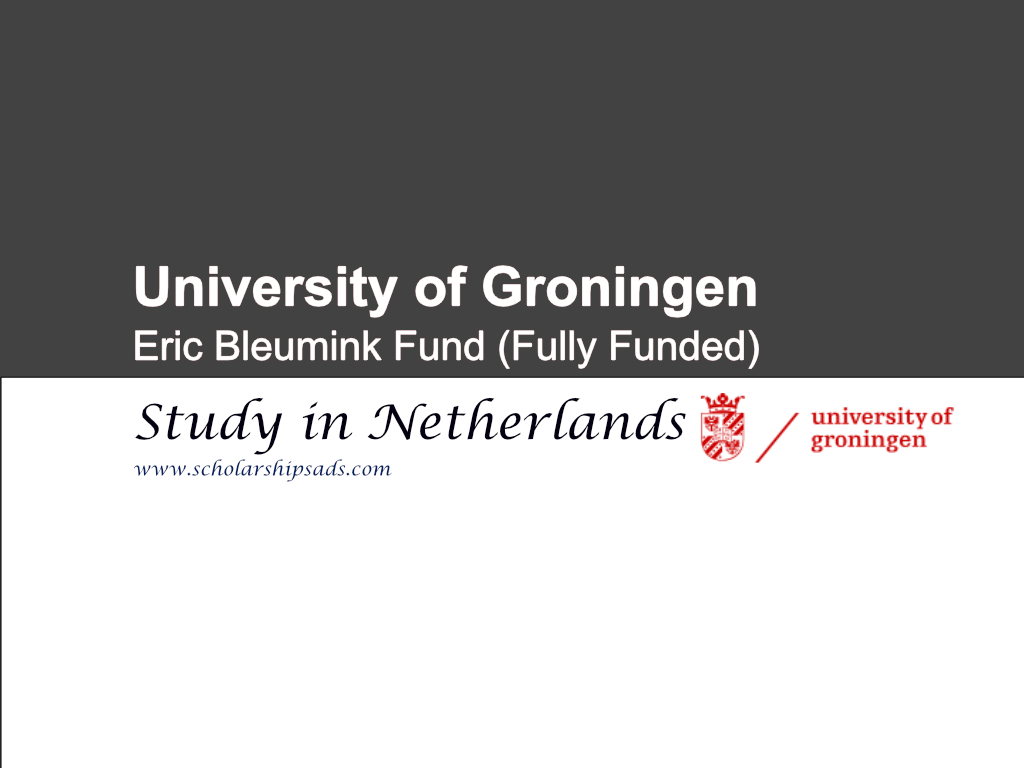 University of Groningen
Eric Bleumink Fund (Fully Funded)
Study in Netherlands
university of
groningen
www.scholarshipsads.com